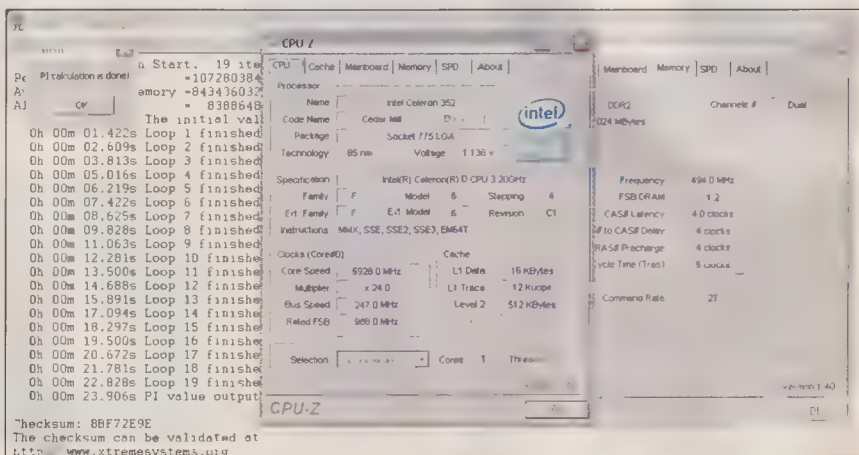 PI calculation is done!
OK
n Start. 19 ite
=107280384
emory =843436032
= 8388648
The initial val
0h 00m 01.422s Loop 1 finished
0h 00m 02.609s Loop 2 finished
0h 00m 03.813s Loop 3 finished
0h 00m 05.016s Loop 4 finished
0h 00m 06.219s Loop 5 finished
0h 00m 07.422s Loop 6 finished
0h 00m 08.625s Loop 7 finished
0h 00m 09.828s Loop 8 finished
0h 00m 11.063s Loop 9 finished
0h 00m 12.281s Loop 10 finishe
0h 00m 13.500s Loop 11 finishe
0h 00m 14.688s Loop 12 finishe
0h 00m 15.891s Loop 13 finishe
0h 00m 17.094s Loop 14 finishe
0h 00m 18.297s Loop 15 finishe
0h 00m 19.500s Loop 16 finishe
0h 00m 20.672s Loop 17 finishe
0h 00m 21.781s Loop 18 finishe
0h 00m 22.828s Loop 19 finishe
0h 00m 23.906s PI value output
hecksum: 8BF72E9E
The checksum can be validated at
www.xtremesystems.org
CPU-Z
CPU Cache Mainboard Memory SPD About
Processor
Name Intel Celeron 352
Code Name Cedar Mill
intel
Package Socket 775 LGA
Technology 65 nm Voltage 1.136 v
Specification Intel(R) Celeron(R) D CPU 3.20GHz
Family F Model 6 Stepping 4
Ext. Family F Ext. Model 6 Revision C1
Instructions MMX, SSE, SSE2, SSE3, EM64T
Clocks (Core#0) Cache
Core Speed 5928.0 MHz L1 Data 16 KBytes
Multiplier x 24.0 L1 Trace 12 Kuops
Bus Speed 247.0 MHz Level 2 512 KBytes
Rated FSB 988.0 MHz
Selection Cores 1
CPU-Z
Mainboard Memory SPD About
DDR2 Channels # Dual
024 MBytes
Frequency 494.0 MHz
FSB:DRAM 1:2
CAS# Latency 4.0 clocks
# to CAS# Delay 4 clocks
RAS# Precharge 4 clocks
ycle Time (Tras) 5 clocks
Command Rate 2T
version 1.40